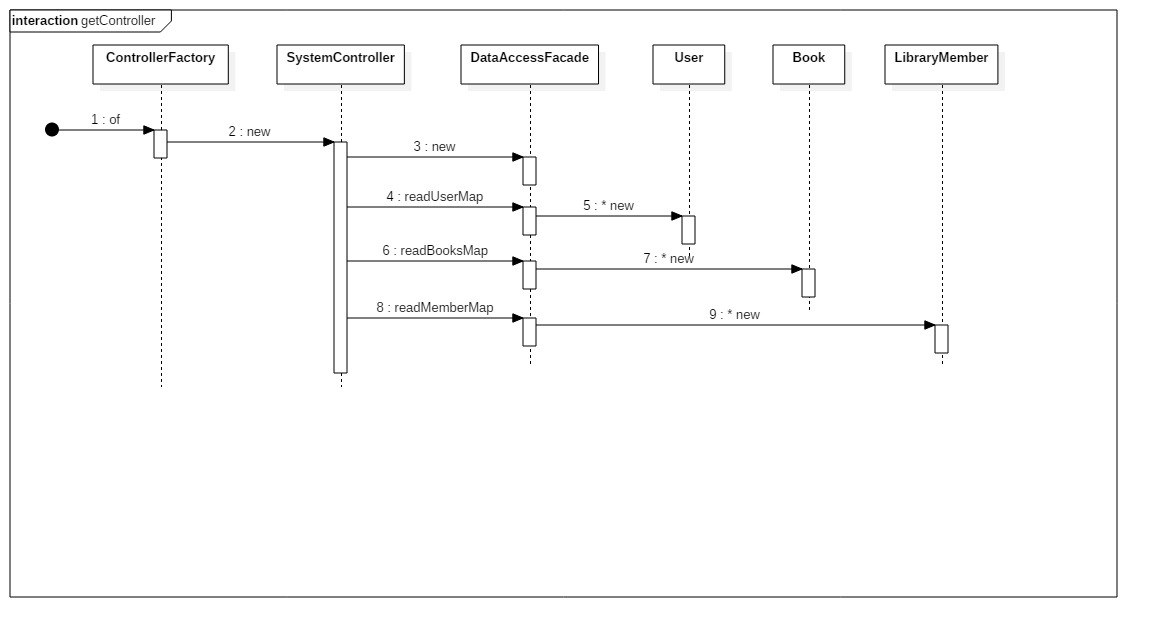 interaction getController
ControllerFactory
SystemController
DataAccessFacade
User
Book
LibraryMember
1 : of
2 : new
3 : new
4 : readUserMap
5 : * new
6 : readBooksMap
7 : * new
8 : readMemberMap
9 : * new